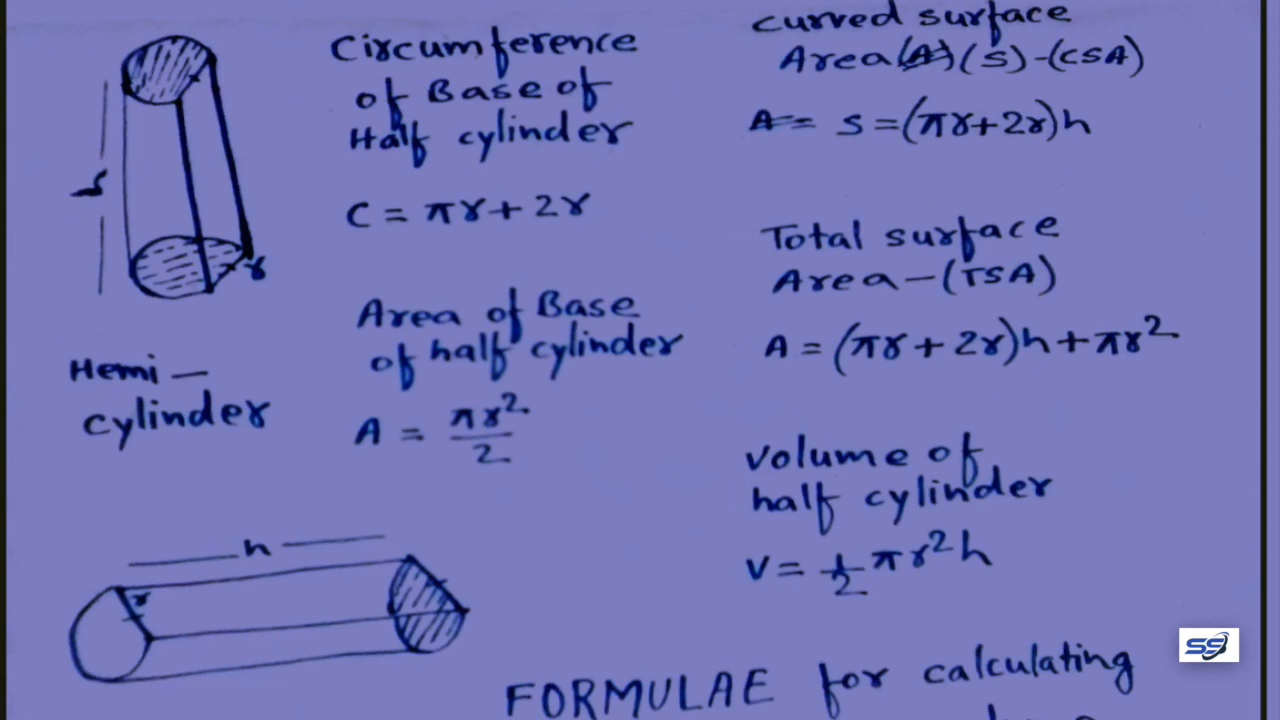 h
r
Hemi –
cylinder
h
r
Circumference
of Base of
Half cylinder
C = πr + 2r
Area of Base
of half cylinder
A = πr²/2
Curved surface
Area (A) (S) - (CSA)
A = S = (πr + 2r)h
Total surface
Area – (TSA)
A = (πr + 2r)h + πr²
Volume of
half cylinder
V = 1/2 πr²h
FORMULAE for calculating
SS